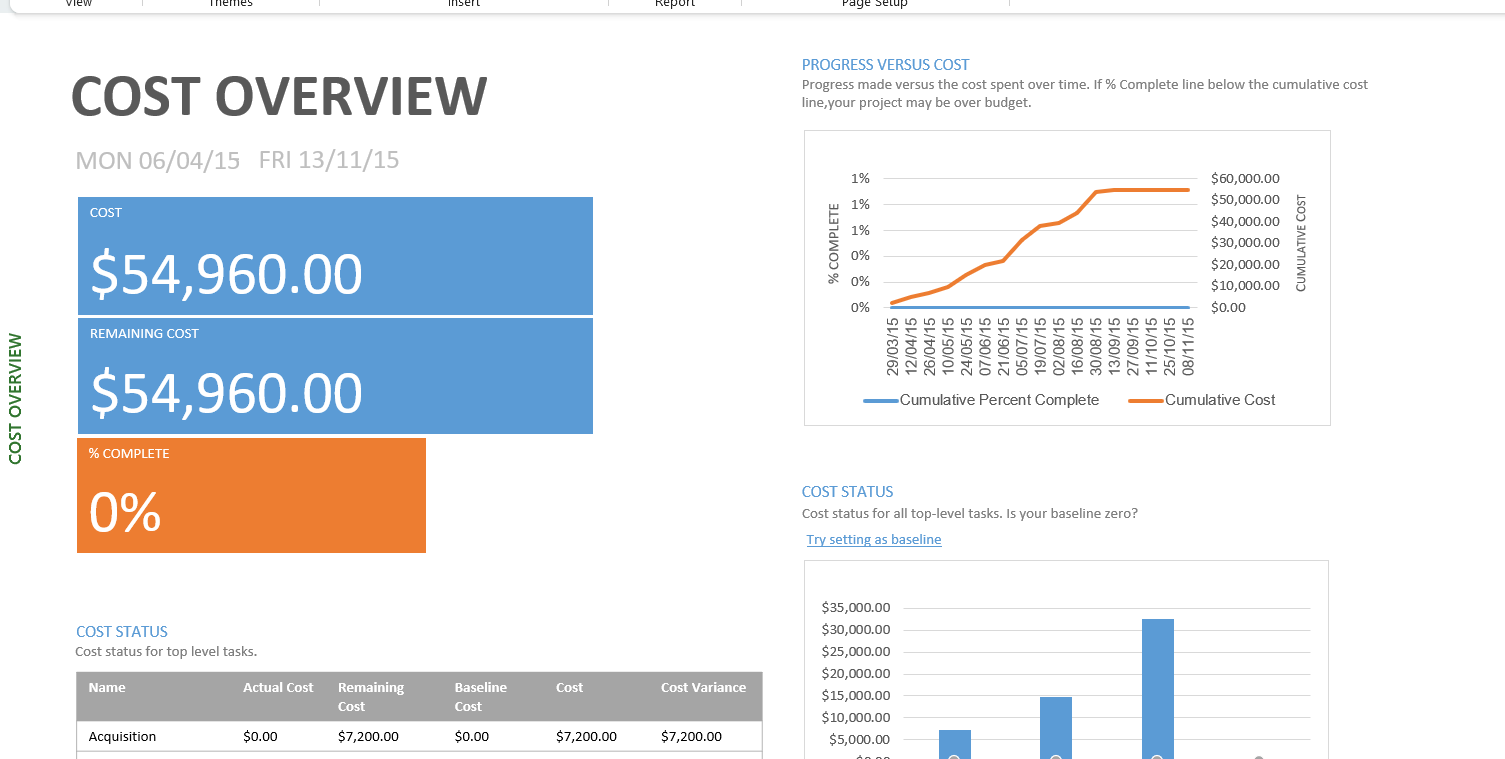 View Themes Insert Report Page Setup
COST OVERVIEW
MON 06/04/15 FRI 13/11/15
COST
$54,960.00
REMAINING COST
$54,960.00
% COMPLETE
0%
COST OVERVIEW
COST STATUS
Cost status for top level tasks.
Name Actual Cost Remaining Cost Baseline Cost Cost Cost Variance
Acquisition $0.00 $7,200.00 $0.00 $7,200.00 $7,200.00
PROGRESS VERSUS COST
Progress made versus the cost spent over time. If % Complete line below the cumulative cost
line,your project may be over budget.
% COMPLETE
1%
1%
1%
0%
0%
0%
$60,000.00
$50,000.00
$40,000.00
$30,000.00
$20,000.00
$10,000.00
$0.00
CUMULATIVE COST
29/03/15
12/04/15
26/04/15
10/05/15
24/05/15
07/06/15
21/06/15
05/07/15
19/07/15
02/08/15
16/08/15
30/08/15
13/09/15
27/09/15
11/10/15
25/10/15
08/11/15
Cumulative Percent Complete Cumulative Cost
COST STATUS
Cost status for all top-level tasks. Is your baseline zero?
Try setting as baseline
$35,000.00
$30,000.00
$25,000.00
$20,000.00
$15,000.00
$10,000.00
$5,000.00